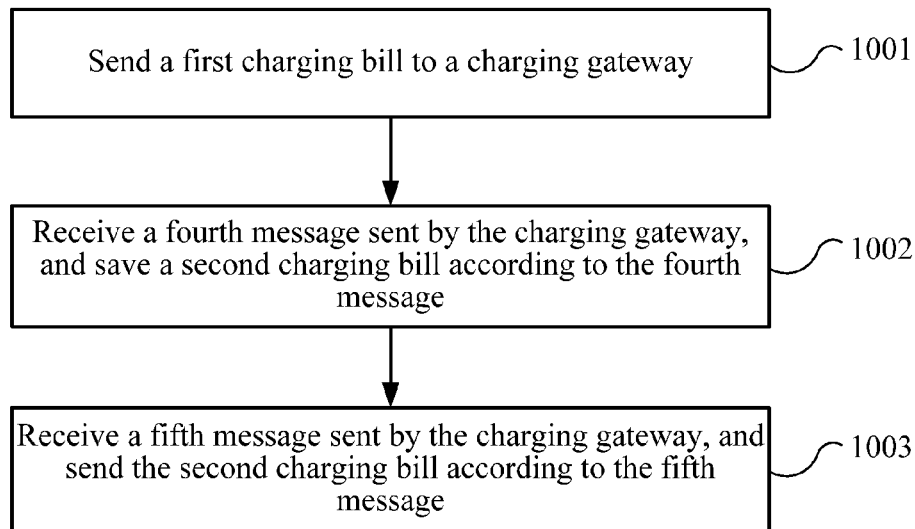 Send a first charging bill to a charging gateway
1001
Receive a fourth message sent by the charging gateway,
and save a second charging bill according to the fourth
message
1002
Receive a fifth message sent by the charging gateway, and
send the second charging bill according to the fifth
message
1003